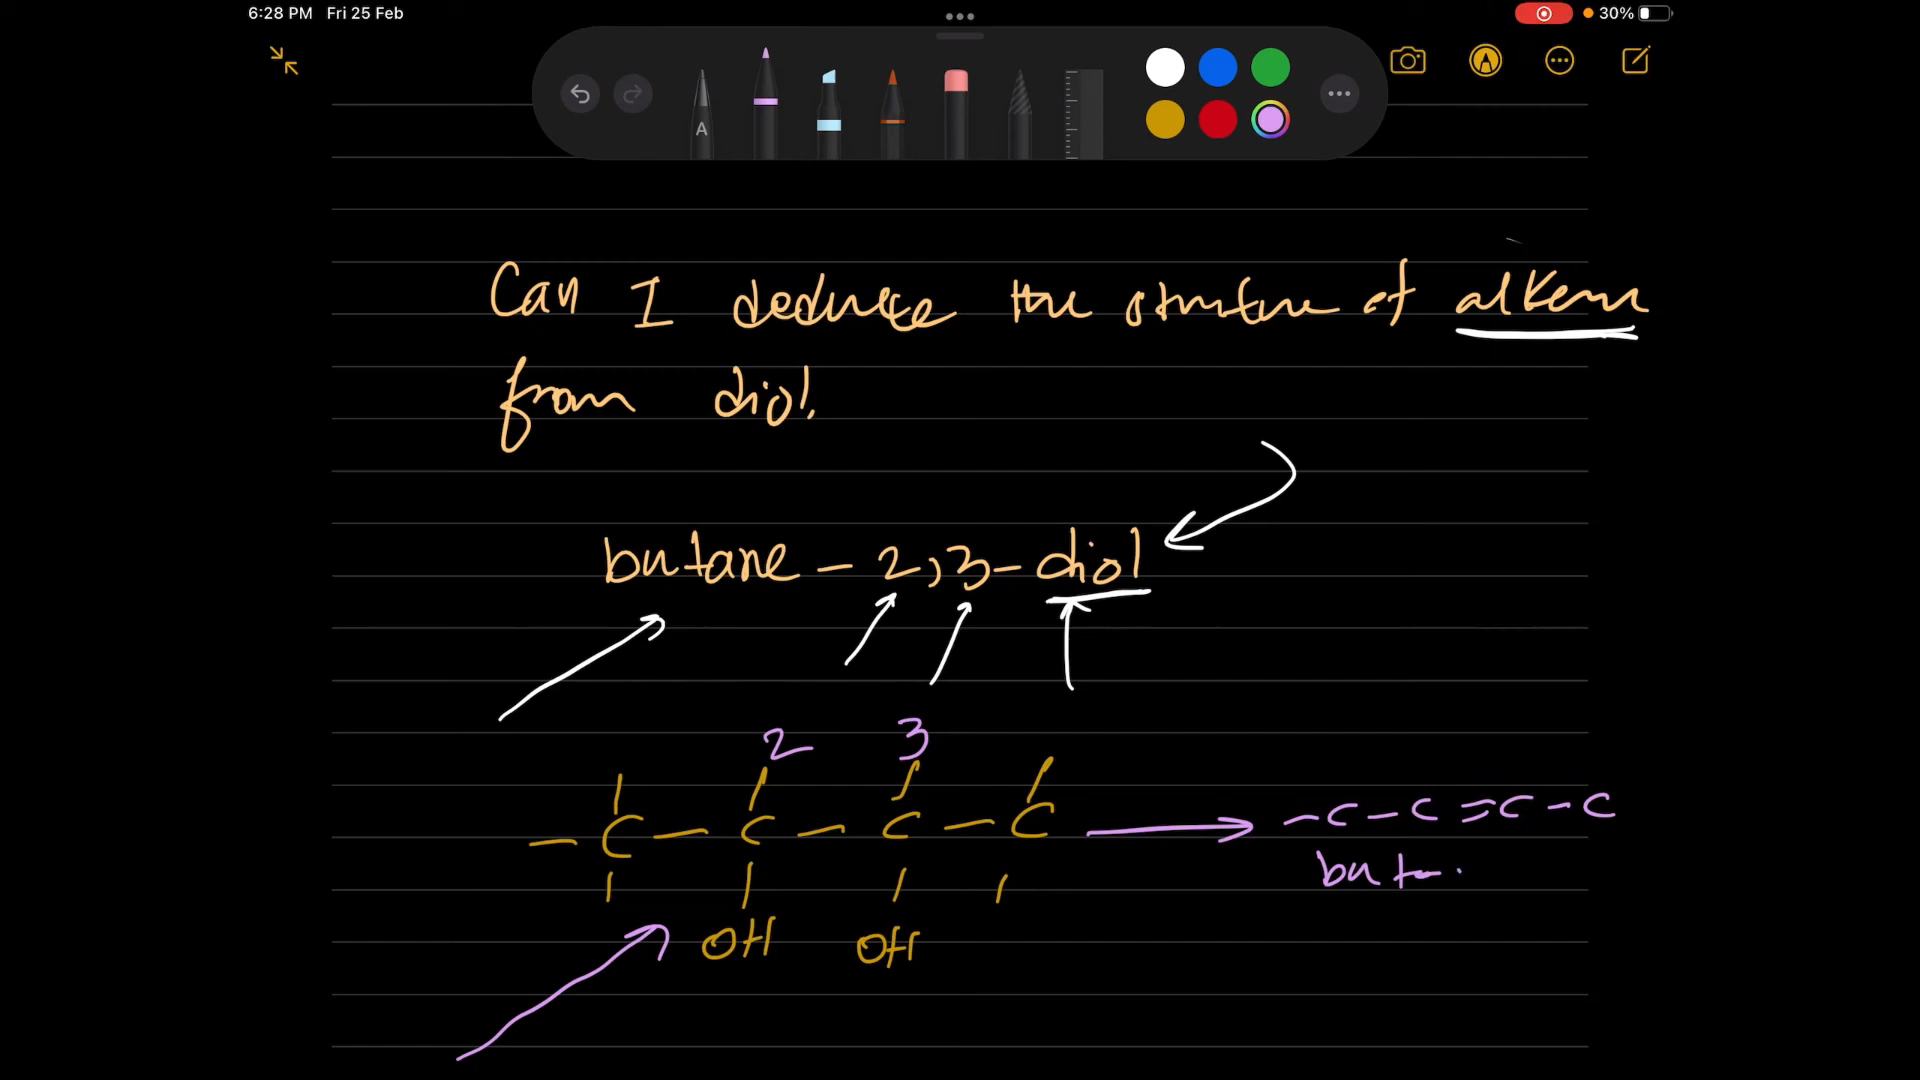 6:28 PM Fri 25 Feb
30%
A
Can I deduce the structure of alkene
from diol.
butane - 2,3 - diol
2 3
- C - C - C - C
- C - C = C - C
bute
OH OH